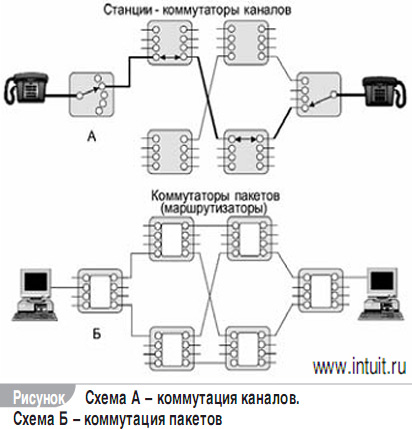 Станции - коммутаторы каналов
А
Коммутаторы пакетов
(маршрутизаторы)
Б
www.intuit.ru
Рисунок Схема А – коммутация каналов.
Схема Б – коммутация пакетов